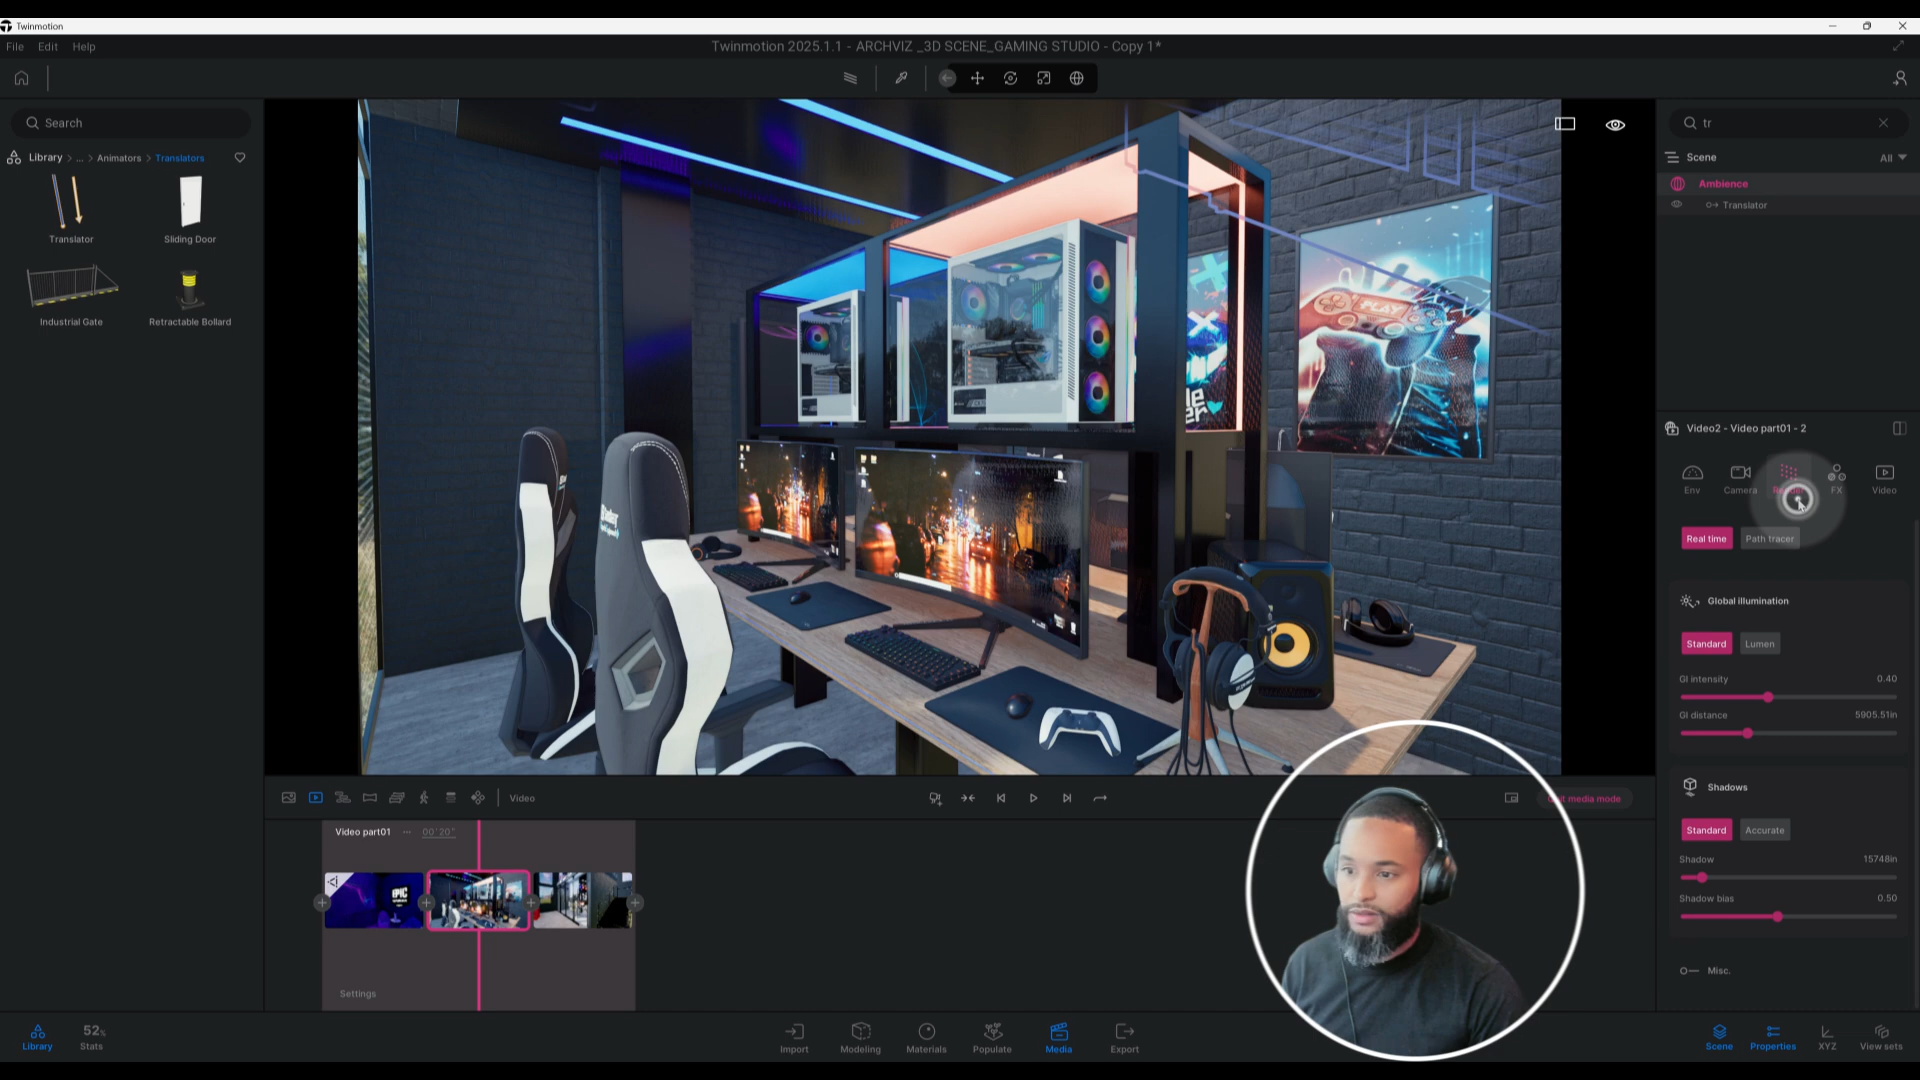 Twinmotion
File Edit Help
Twinmotion 2025.1.1 - ARCHVIZ _3D SCENE_GAMING STUDIO - Copy 1*
Search
Library > ... > Animators > Translators
Translator
Sliding Door
Industrial Gate
Retractable Bollard
PLAY
tr
Scene
All
Ambience
Translator
Video2 - Video part01 - 2
Env
Camera
FX
Video
Real time
Path tracer
Global illumination
Standard
Lumen
GI intensity
0.40
GI distance
5905.51in
Shadows
Standard
Accurate
Shadow
15748in
Shadow bias
0.50
Misc.
Video
media mode
Video part01
00'20"
EPIC
Settings
Library
52%
Stats
Import
Modeling
Materials
Populate
Media
Export
Scene
Properties
XYZ
View sets